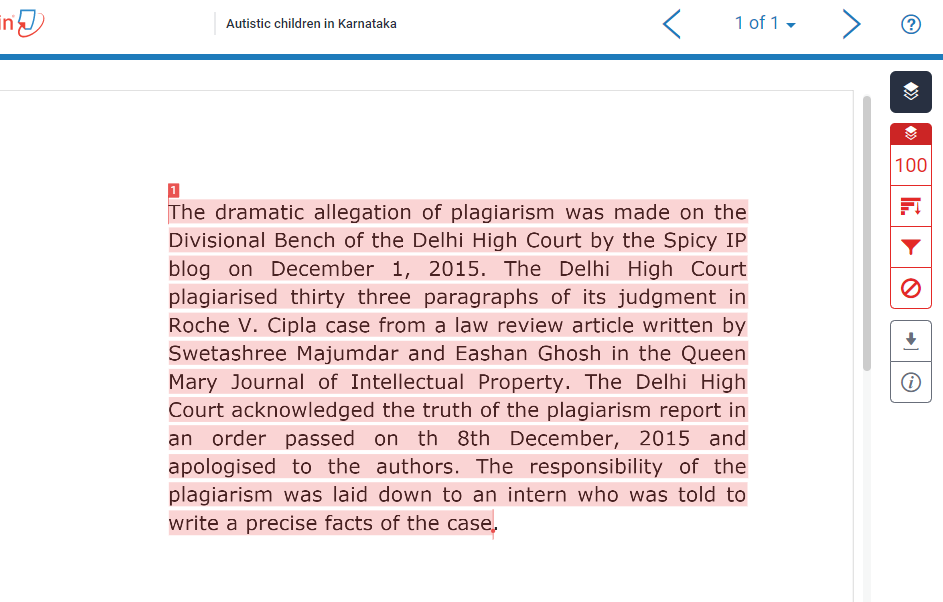 in
Autistic children in Karnataka
1 of 1
?
100
i
1
The dramatic allegation of plagiarism was made on the
Divisional Bench of the Delhi High Court by the Spicy IP
blog on December 1, 2015. The Delhi High Court
plagiarised thirty three paragraphs of its judgment in
Roche V. Cipla case from a law review article written by
Swetashree Majumdar and Eashan Ghosh in the Queen
Mary Journal of Intellectual Property. The Delhi High
Court acknowledged the truth of the plagiarism report in
an order passed on th 8th December, 2015 and
apologised to the authors. The responsibility of the
plagiarism was laid down to an intern who was told to
write a precise facts of the case.